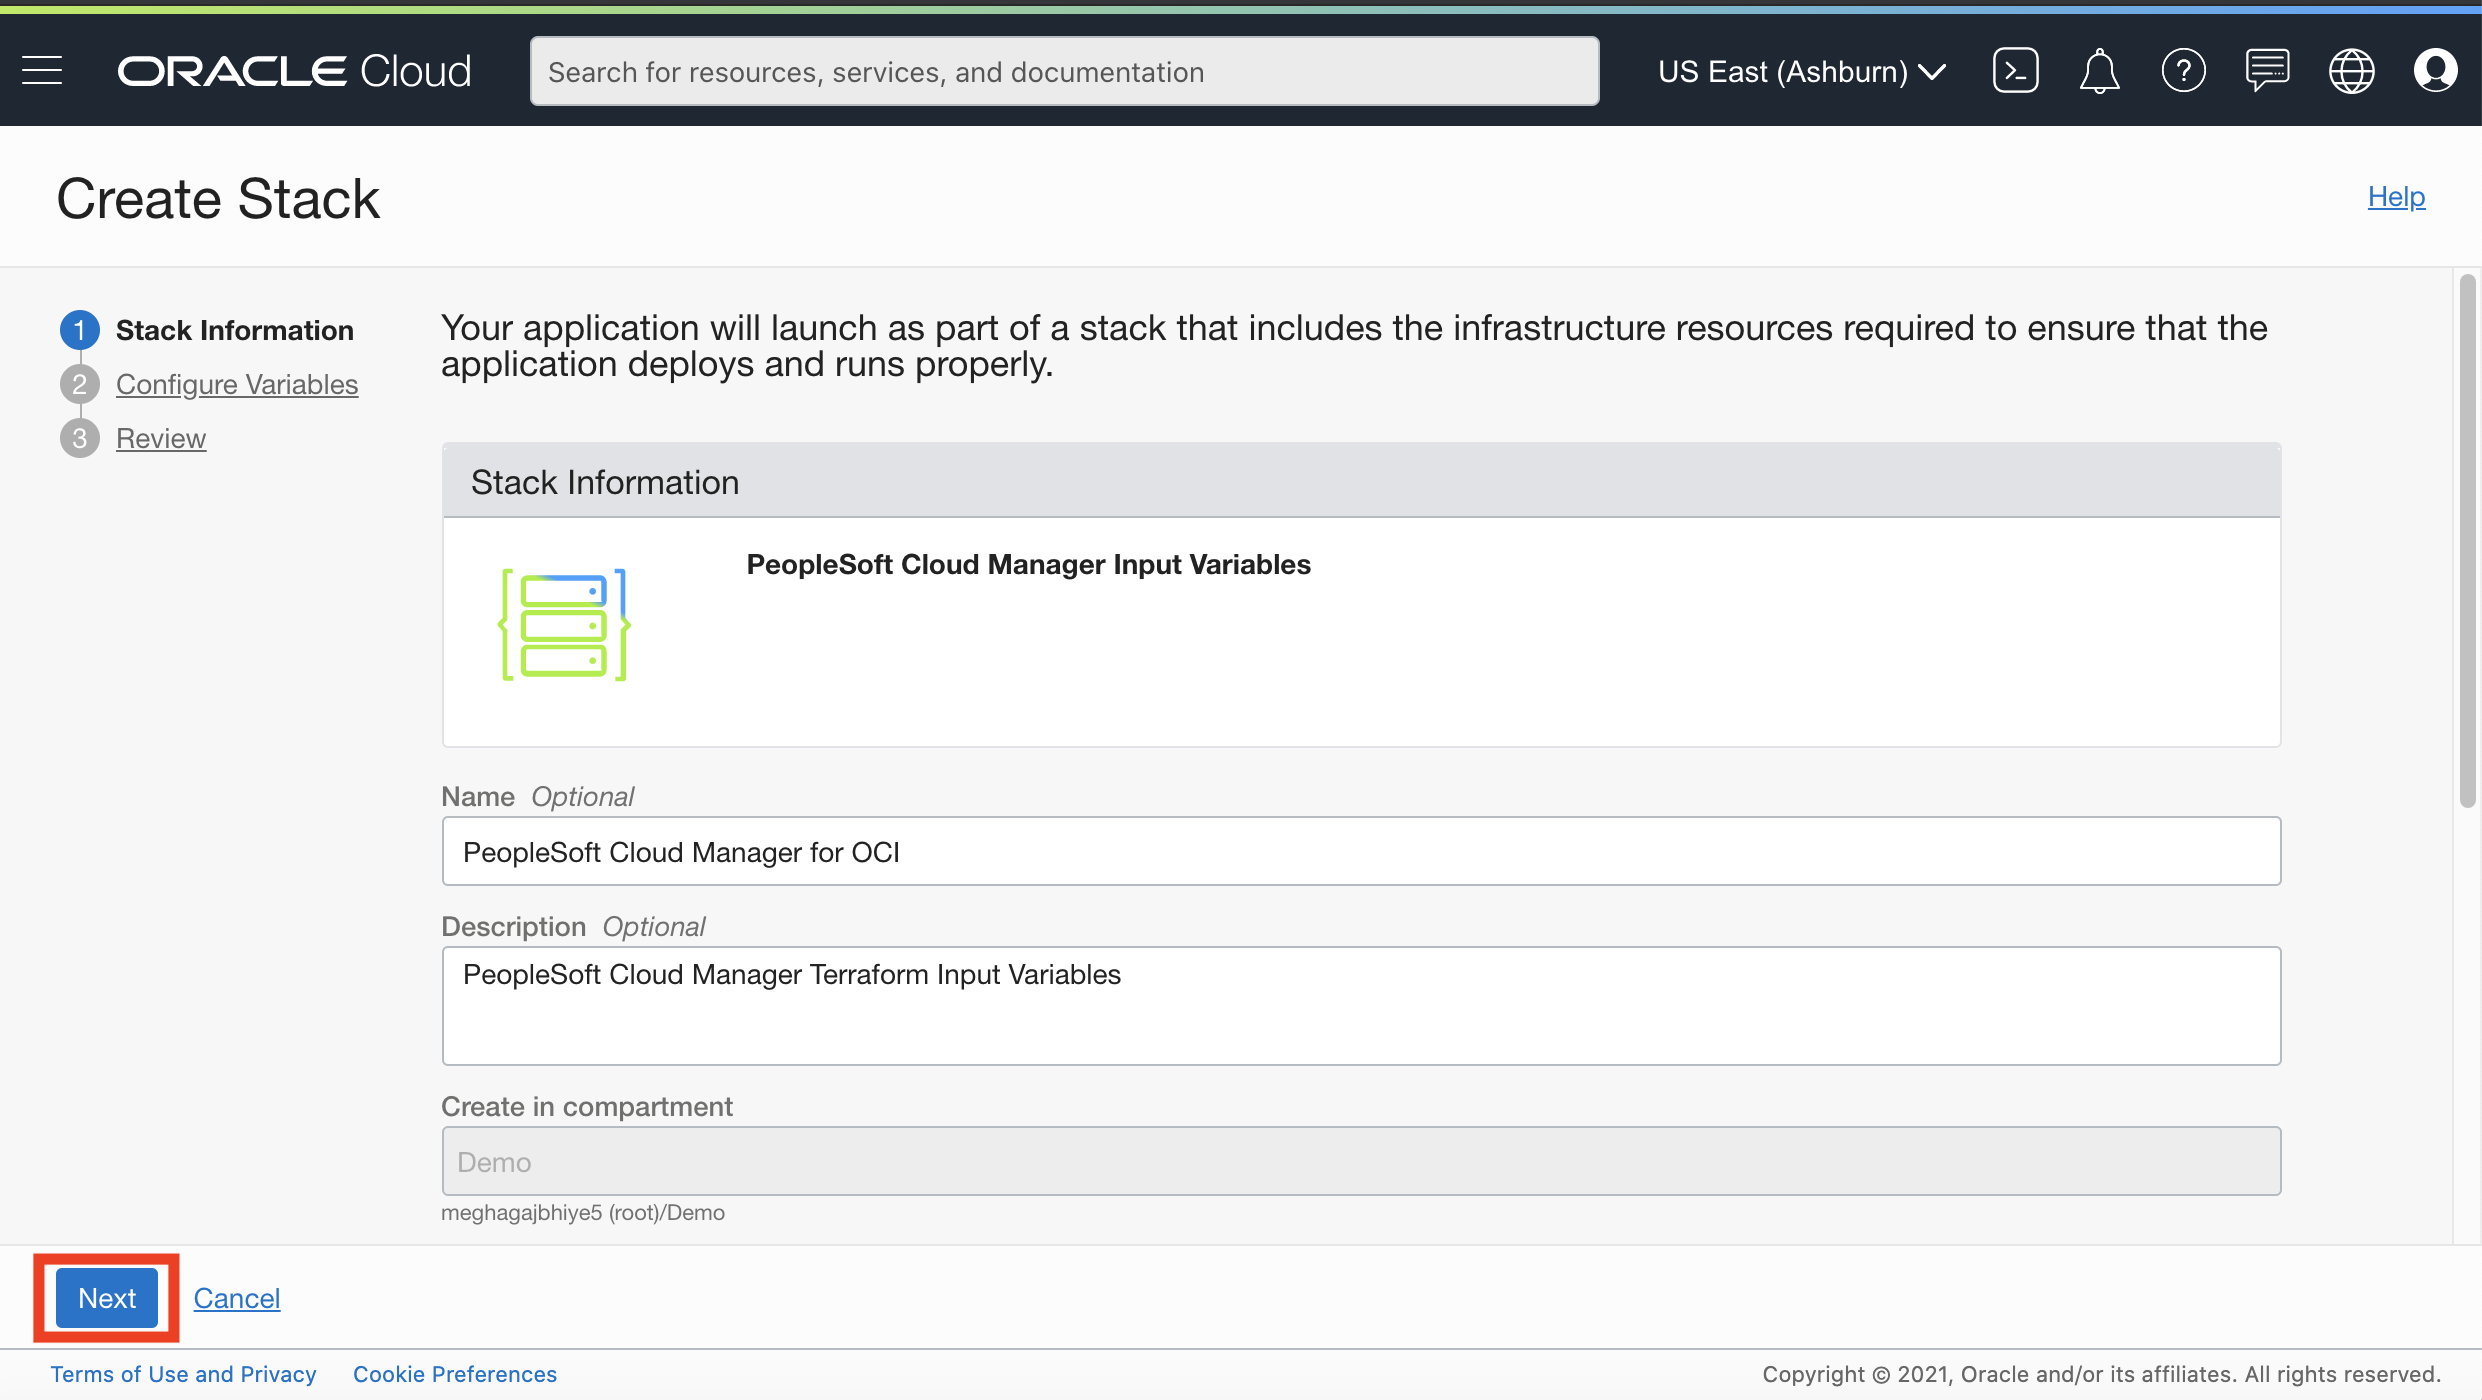 ORACLE Cloud
Search for resources, services, and documentation
US East (Ashburn)
Create Stack
Help
1 Stack Information
2 Configure Variables
3 Review
Your application will launch as part of a stack that includes the infrastructure resources required to ensure that the
application deploys and runs properly.
Stack Information
PeopleSoft Cloud Manager Input Variables
Name Optional
PeopleSoft Cloud Manager for OCI
Description Optional
PeopleSoft Cloud Manager Terraform Input Variables
Create in compartment
Demo
meghagajbhiye5 (root)/Demo
Next Cancel
Terms of Use and Privacy Cookie Preferences
Copyright © 2021, Oracle and/or its affiliates. All rights reserved.